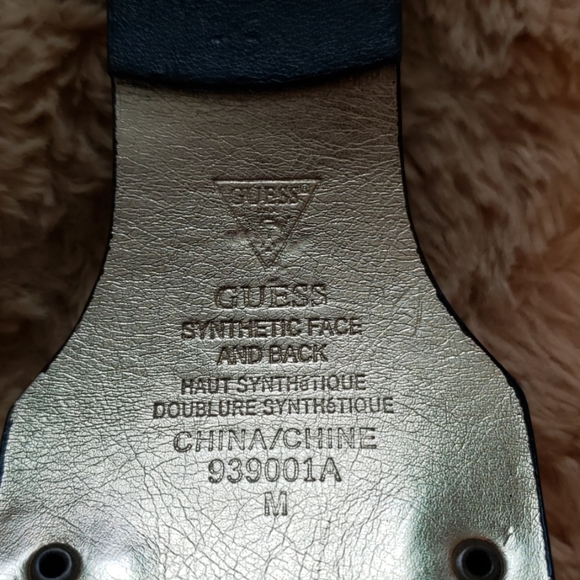 GUESS
GUESS
SYNTHETIC FACE
AND BACK
HAUT SYNTHéTIQUE
DOUBLURE SYNTHéTIQUE
CHINA/CHINE
939001A
M